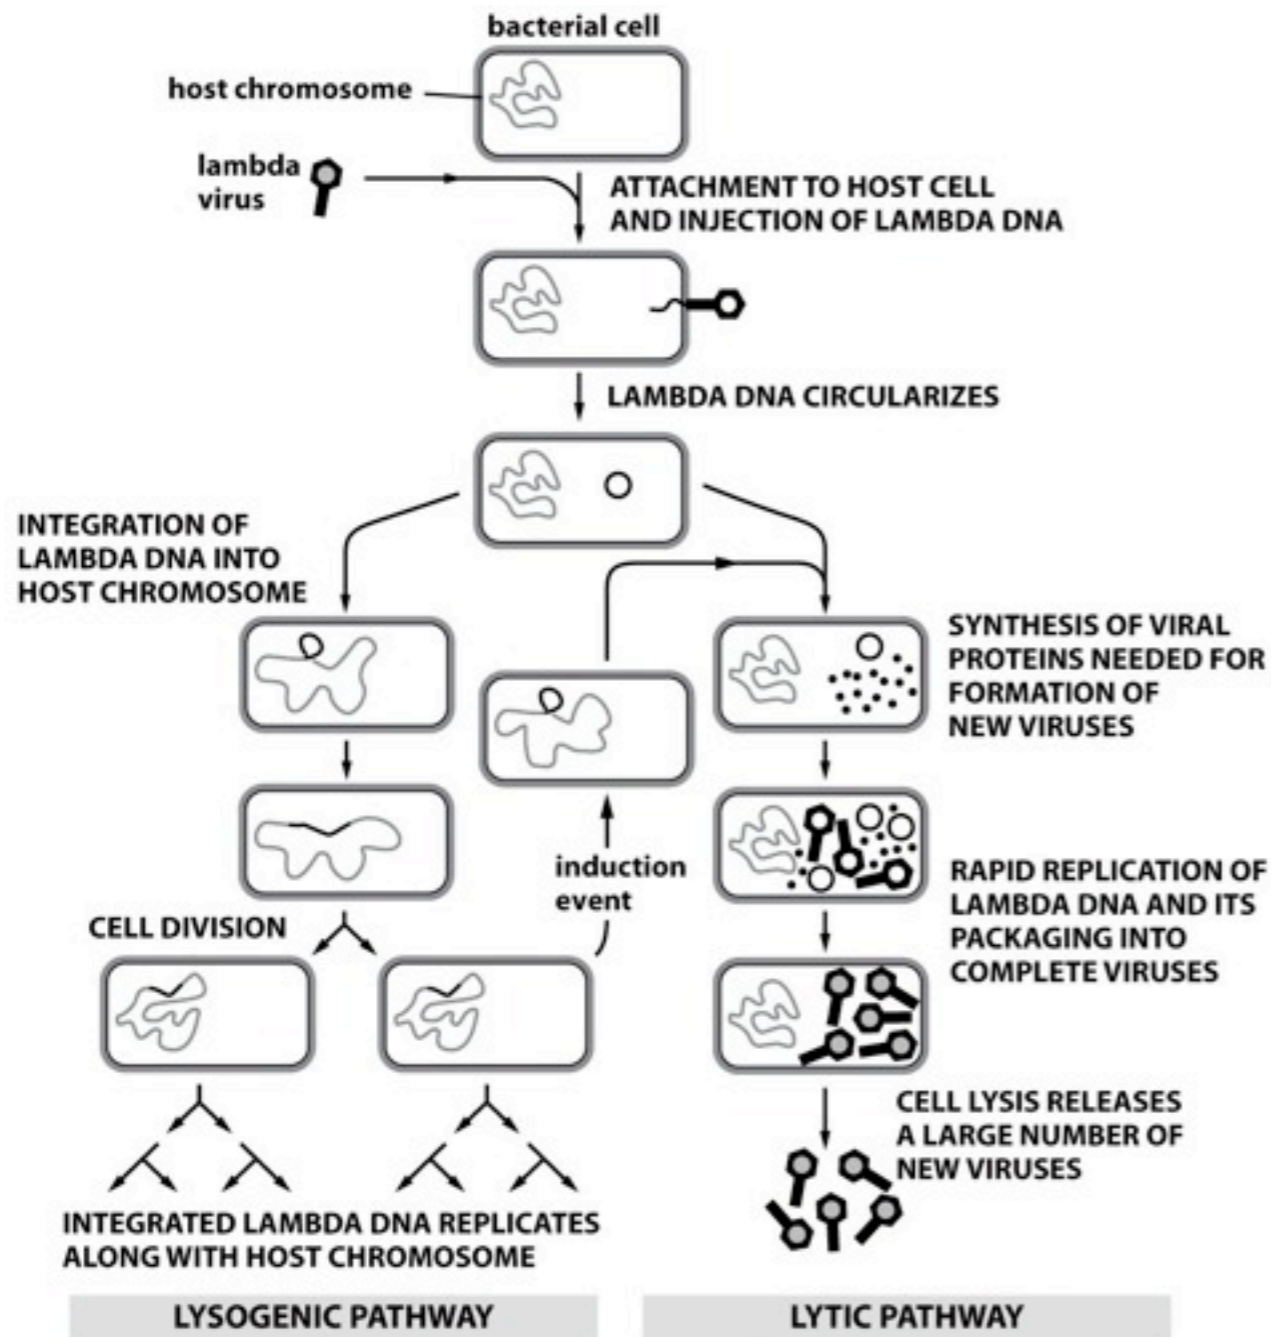 bacterial cell
host chromosome
lambda
virus
ATTACHMENT TO HOST CELL
AND INJECTION OF LAMBDA DNA
LAMBDA DNA CIRCULARIZES
INTEGRATION OF
LAMBDA DNA INTO
HOST CHROMOSOME
SYNTHESIS OF VIRAL
PROTEINS NEEDED FOR
FORMATION OF
NEW VIRUSES
induction
event
RAPID REPLICATION OF
LAMBDA DNA AND ITS
PACKAGING INTO
COMPLETE VIRUSES
CELL DIVISION
CELL LYSIS RELEASES
A LARGE NUMBER OF
NEW VIRUSES
INTEGRATED LAMBDA DNA REPLICATES
ALONG WITH HOST CHROMOSOME
LYSOGENIC PATHWAY
LYTIC PATHWAY